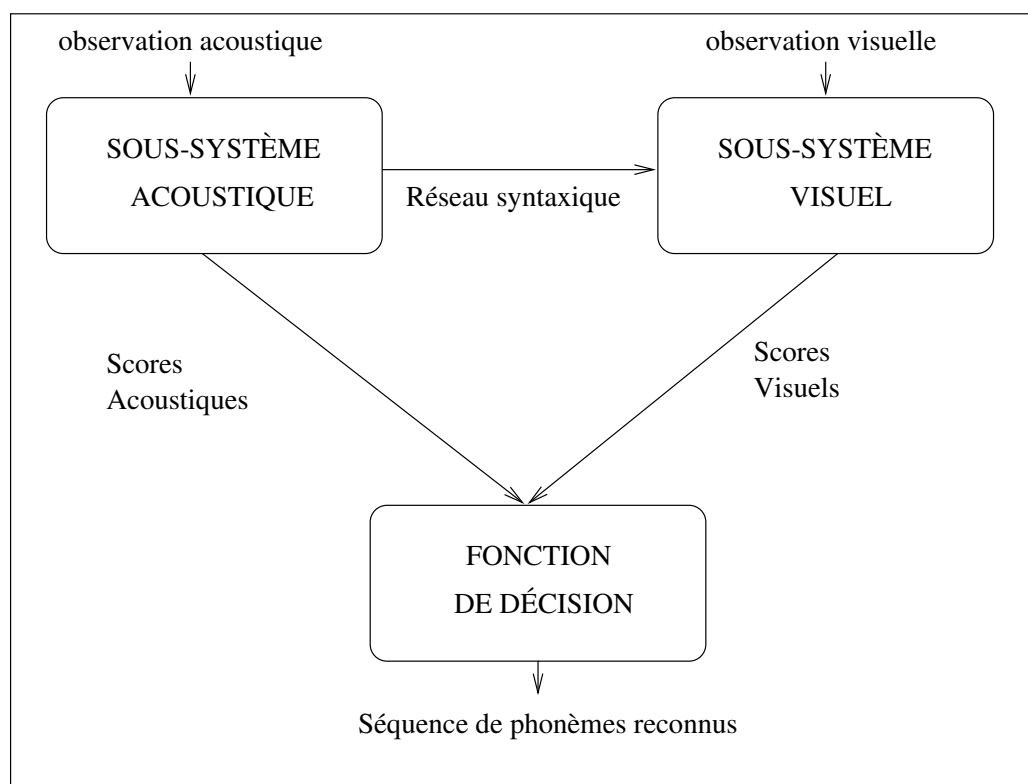 observation acoustique
observation visuelle
SOUS-SYSTÈME
ACOUSTIQUE
Réseau syntaxique
SOUS-SYSTÈME
VISUEL
Scores
Acoustiques
Scores
Visuels
FONCTION
DE DÉCISION
Séquence de phonèmes reconnus